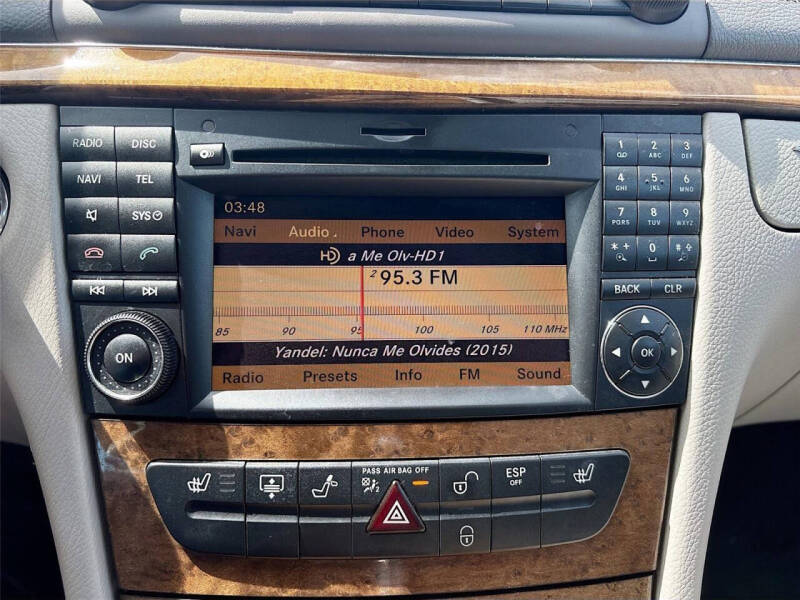 RADIO DISC
NAVI TEL
SYS
ON
03:48
Navi Audio Phone Video System
HD a Me Olv-HD1
2 95.3 FM
85 90 95 100 105 110 MHz
Yandel: Nunca Me Olvides (2015)
Radio Presets Info FM Sound
1 2 ABC 3 DEF
4 GHI 5 JKL 6 MNO
7 PQRS 8 TUV 9 WXYZ
* + 0 #
BACK CLR
OK
PASS AIR BAG OFF
ESP
OFF